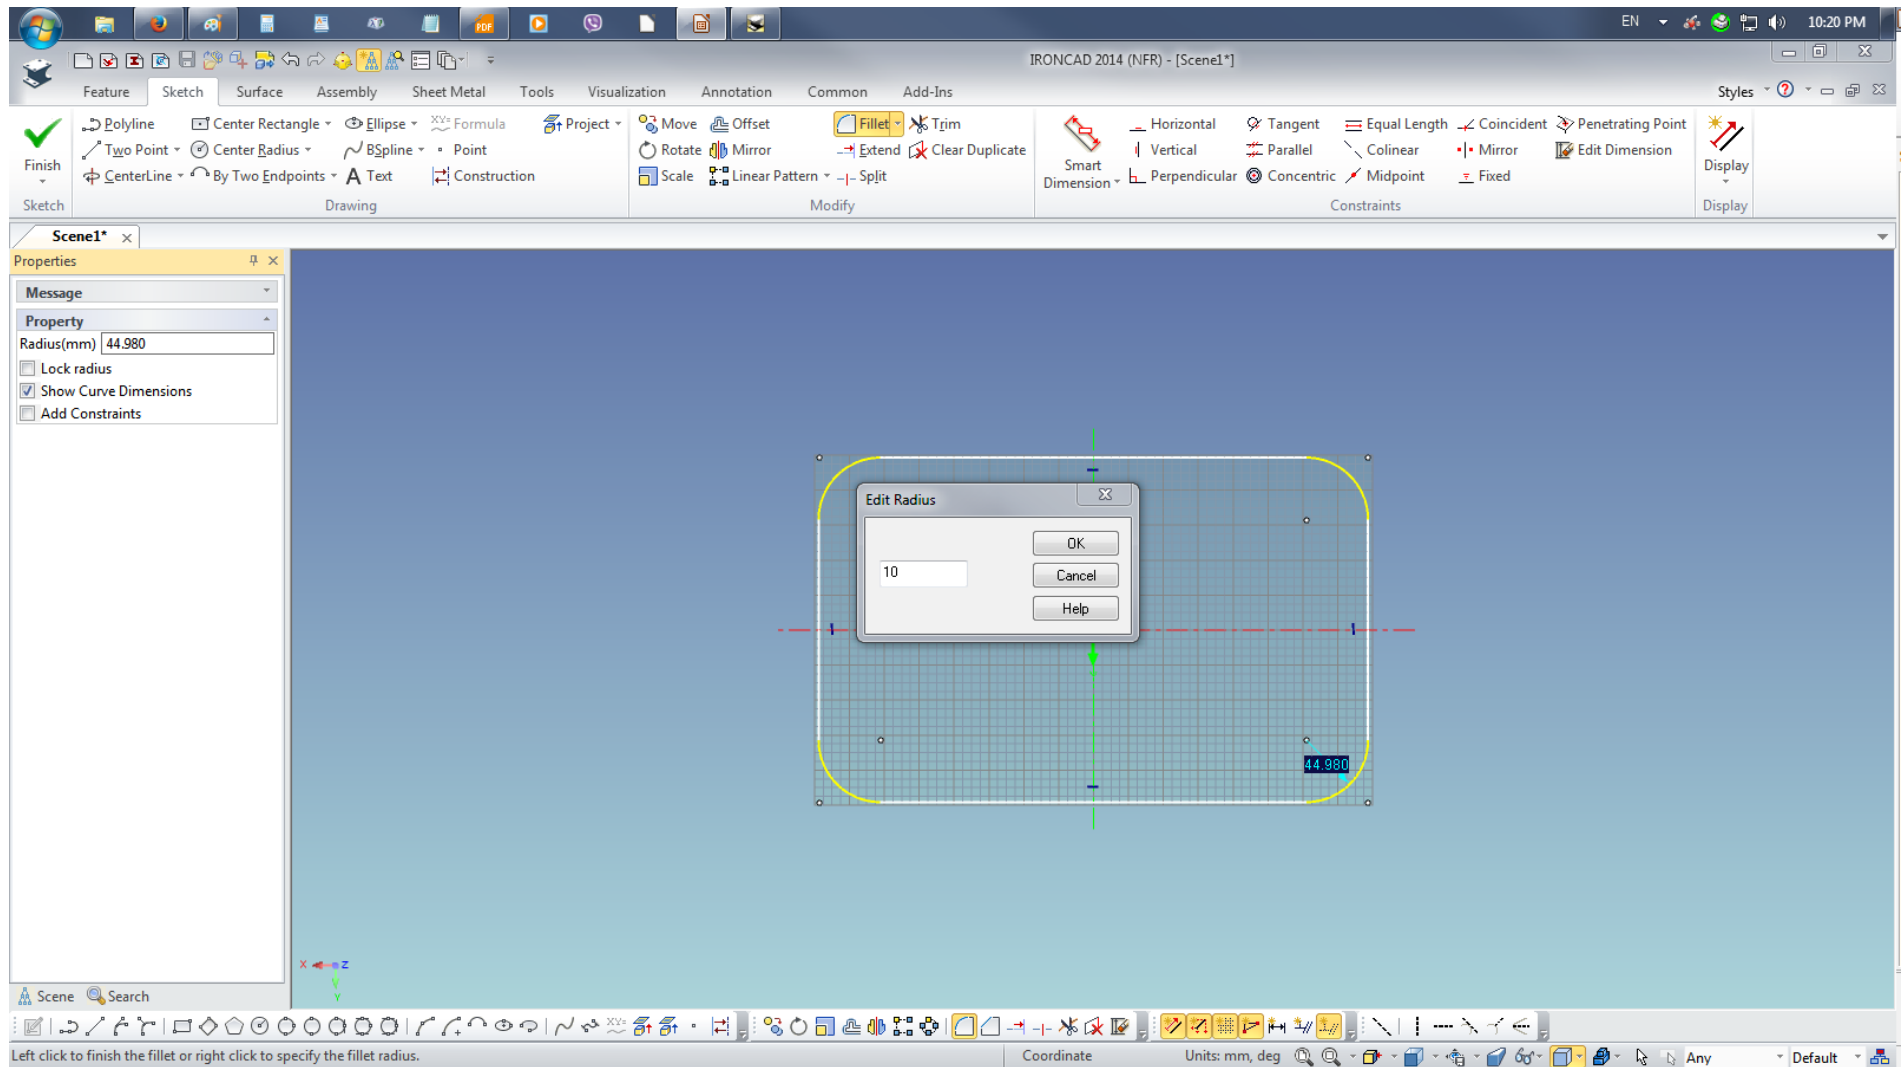 PDF
EN
10:20 PM
IRONCAD 2014 (NFR) - [Scene1*]
Feature Sketch Surface Assembly Sheet Metal Tools Visualization Annotation Common Add-Ins
Styles
Polyline Center Rectangle Ellipse XY= Formula Project Move Offset Fillet Trim Horizontal Tangent Equal Length Coincident Penetrating Point
Two Point Center Radius BSpline Point Rotate Mirror Extend Clear Duplicate Vertical Parallel Colinear Mirror Edit Dimension
Finish
Smart
Dimension
Display
CenterLine By Two Endpoints A Text Construction Scale Linear Pattern Split Perpendicular Concentric Midpoint Fixed
Sketch Drawing Modify Constraints Display
Scene1*
Properties
Message
Property
Radius(mm) 44.980
Lock radius
Show Curve Dimensions
Add Constraints
Edit Radius
OK
10
Cancel
Help
44.980
X Z
Y
Scene Search
Left click to finish the fillet or right click to specify the fillet radius.
Coordinate
Units: mm, deg
Any
Default